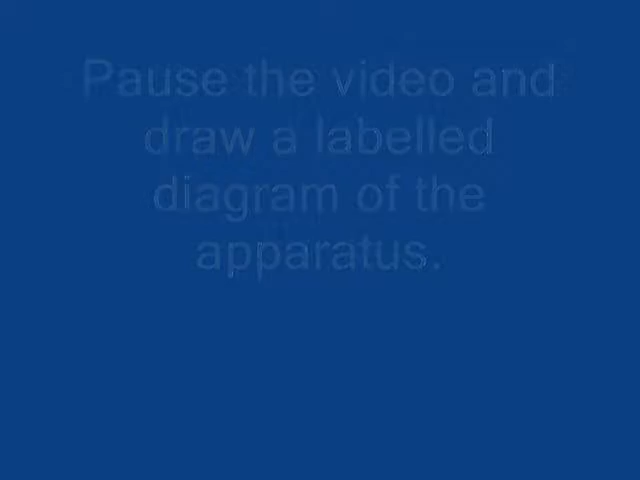 Pause the video and
draw a labelled
diagram of the
apparatus.